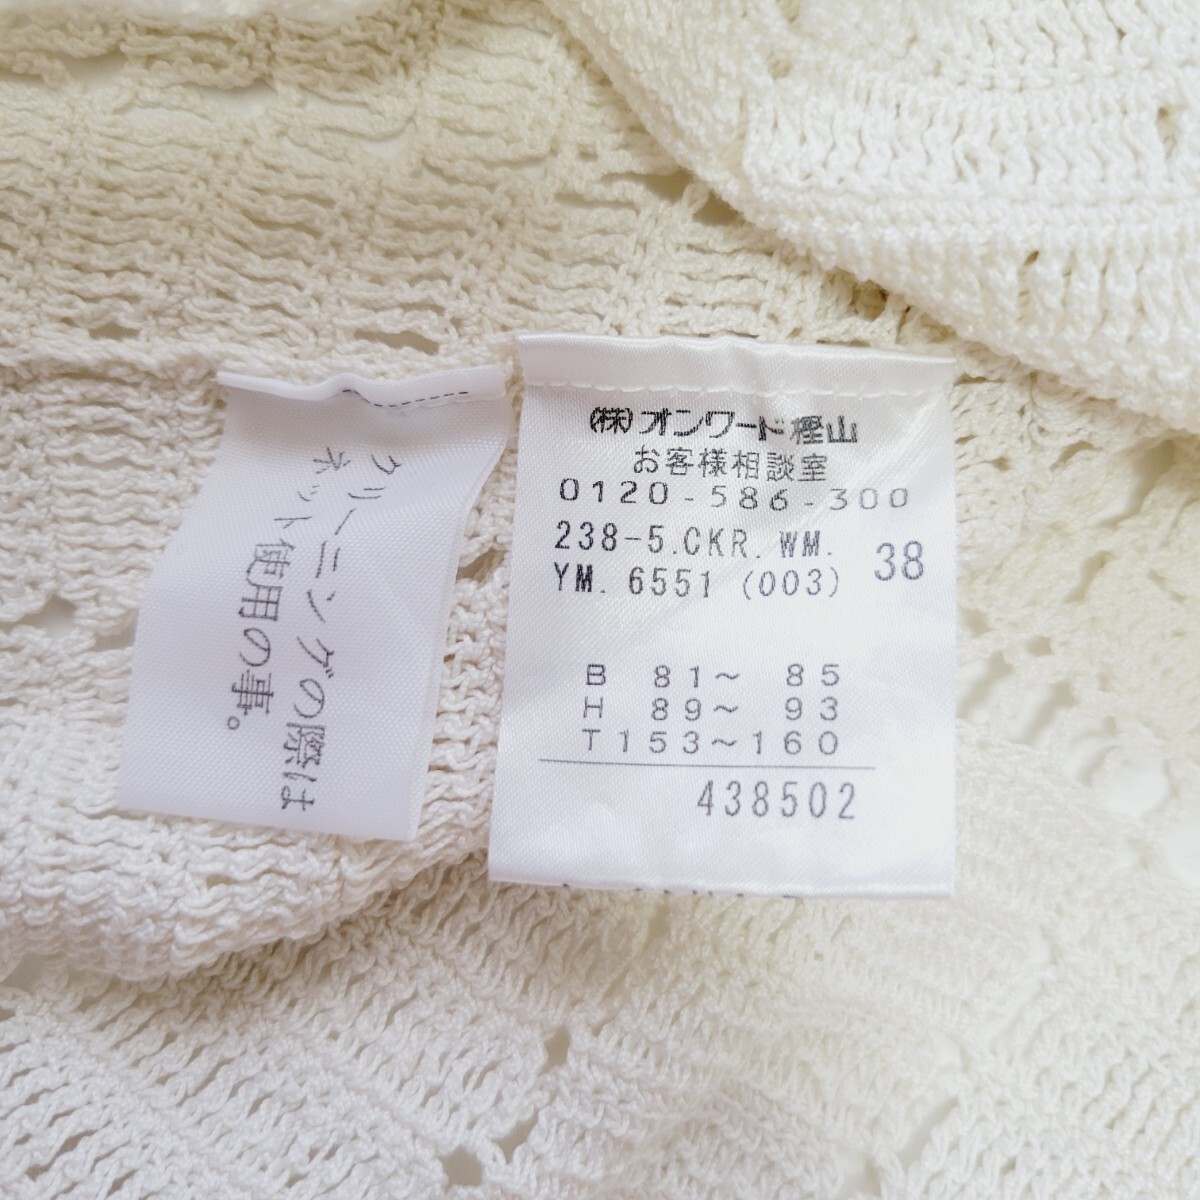 クリーニングの際は
ネット使用の事。
(株)オンワード樫山
お客様相談室
0120-586-300
238-5.CKR. WM. 38
YM. 6551 (003)
B 81~ 85
H 89~ 93
T153~160
438502